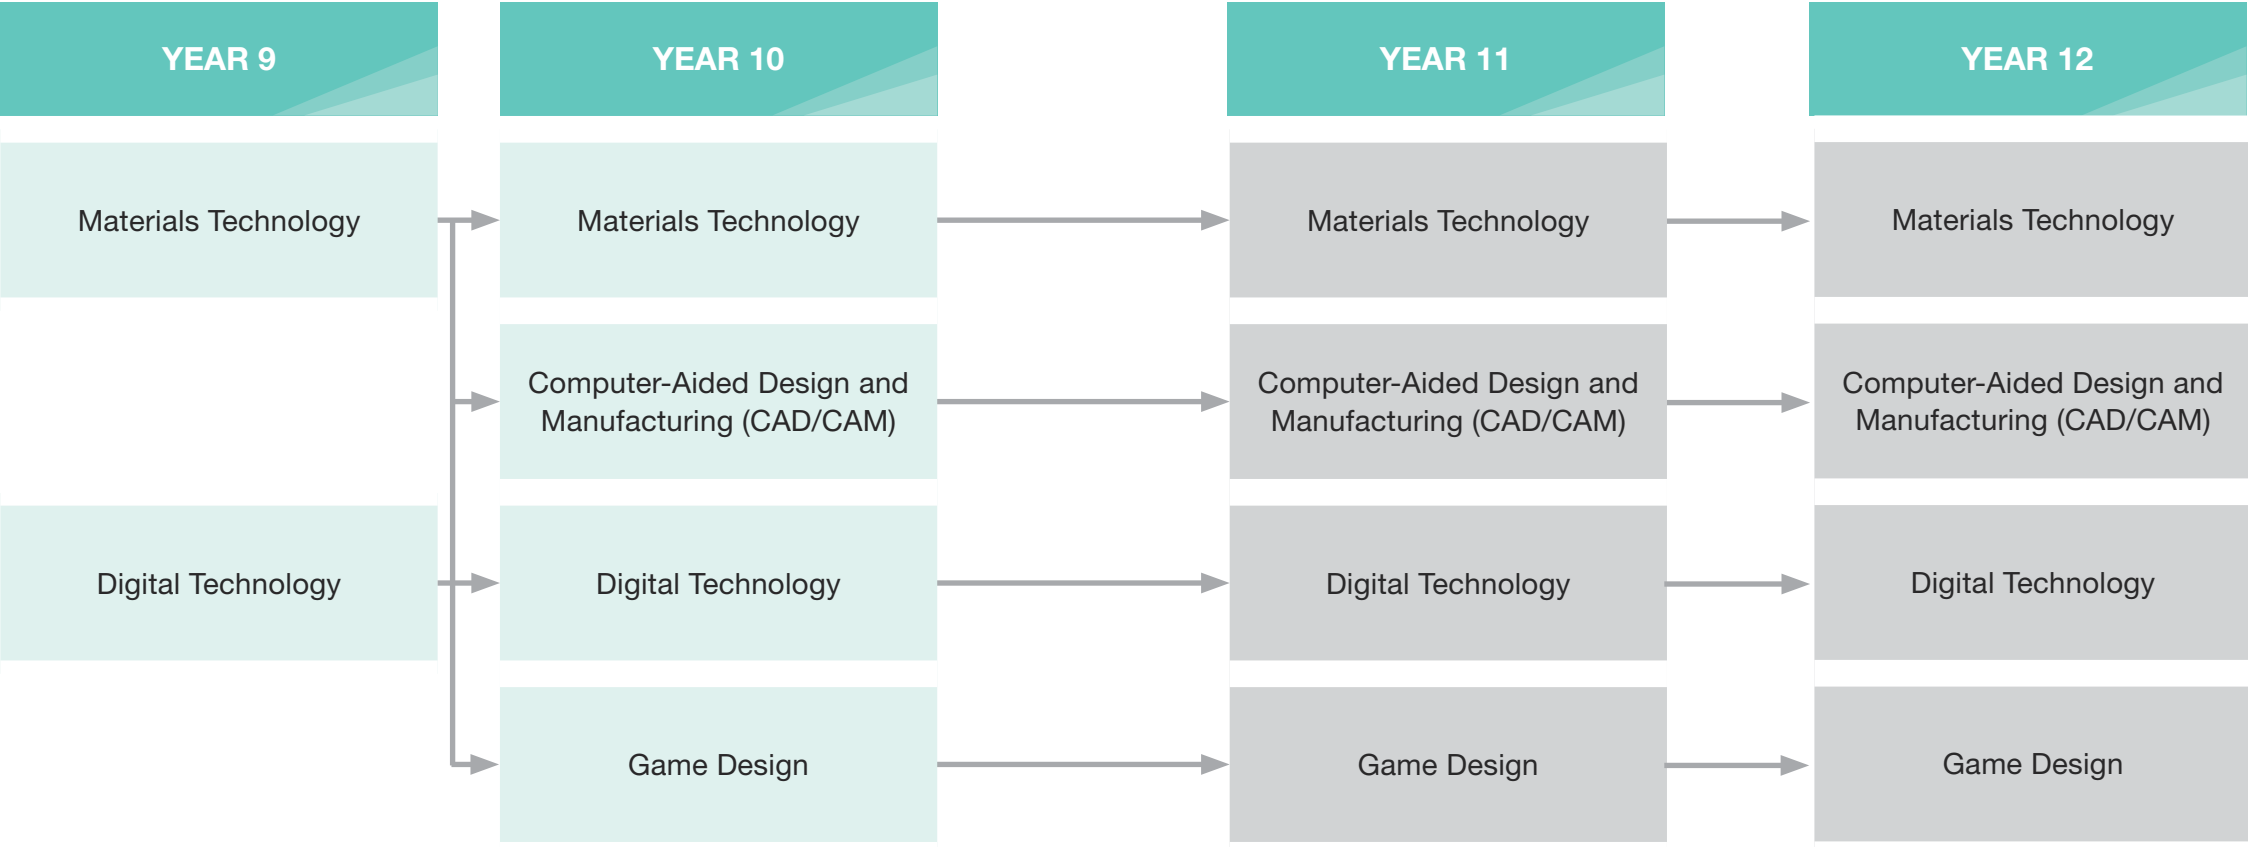 YEAR 9
YEAR 10
YEAR 11
YEAR 12
Materials Technology
Materials Technology
Materials Technology
Materials Technology
Computer-Aided Design and
Manufacturing (CAD/CAM)
Computer-Aided Design and
Manufacturing (CAD/CAM)
Computer-Aided Design and
Manufacturing (CAD/CAM)
Digital Technology
Digital Technology
Digital Technology
Digital Technology
Game Design
Game Design
Game Design